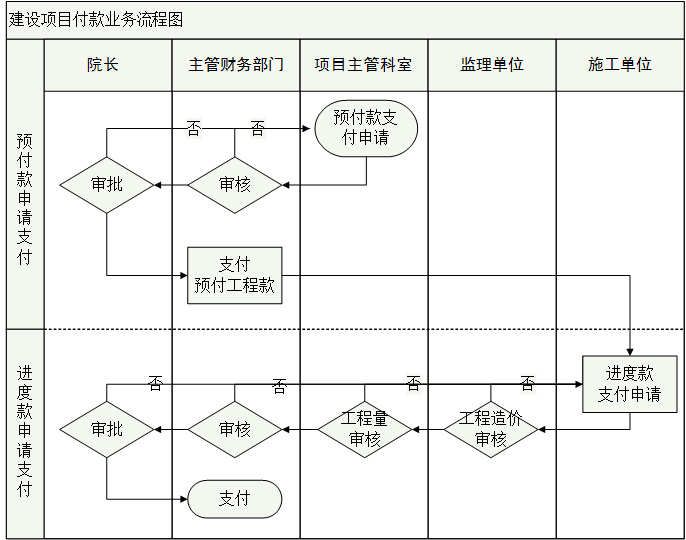 建设项目付款业务流程图
院长
主管财务部门
项目主管科室
监理单位
施工单位
预付款申请支付
否
否
预付款支
付申请
审批
审核
支付
预付工程款
进度款申请支付
否
否
否
否
进度款
支付申请
审批
审核
工程量
审核
工程造价
审核
支付